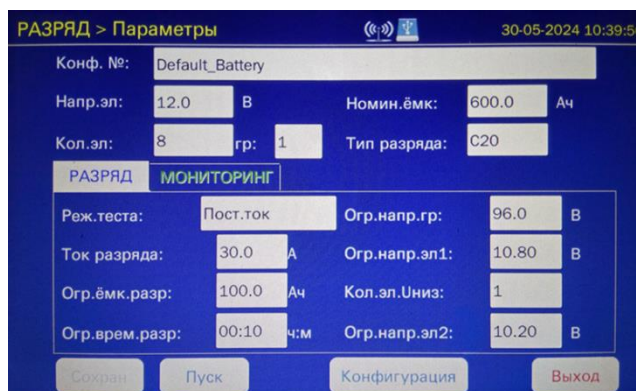 РАЗРЯД > Параметры 30-05-2024 10:39:5
Конф. №: Default_Battery
Напр.эл: 12.0 В Номин.ёмк: 600.0 Ач
Кол.эл: 8 гр: 1 Тип разряда: C20
РАЗРЯД МОНИТОРИНГ
Реж.теста: Пост.ток Огр.напр.гр: 96.0 В
Ток разряда: 30.0 А Огр.напр.эл1: 10.80 В
Огр.ёмк.разр: 100.0 Ач Кол.эл.Uниз: 1
Огр.врем.разр: 00:10 ч:м Огр.напр.эл2: 10.20 В
Сохран Пуск Конфигурация Выход